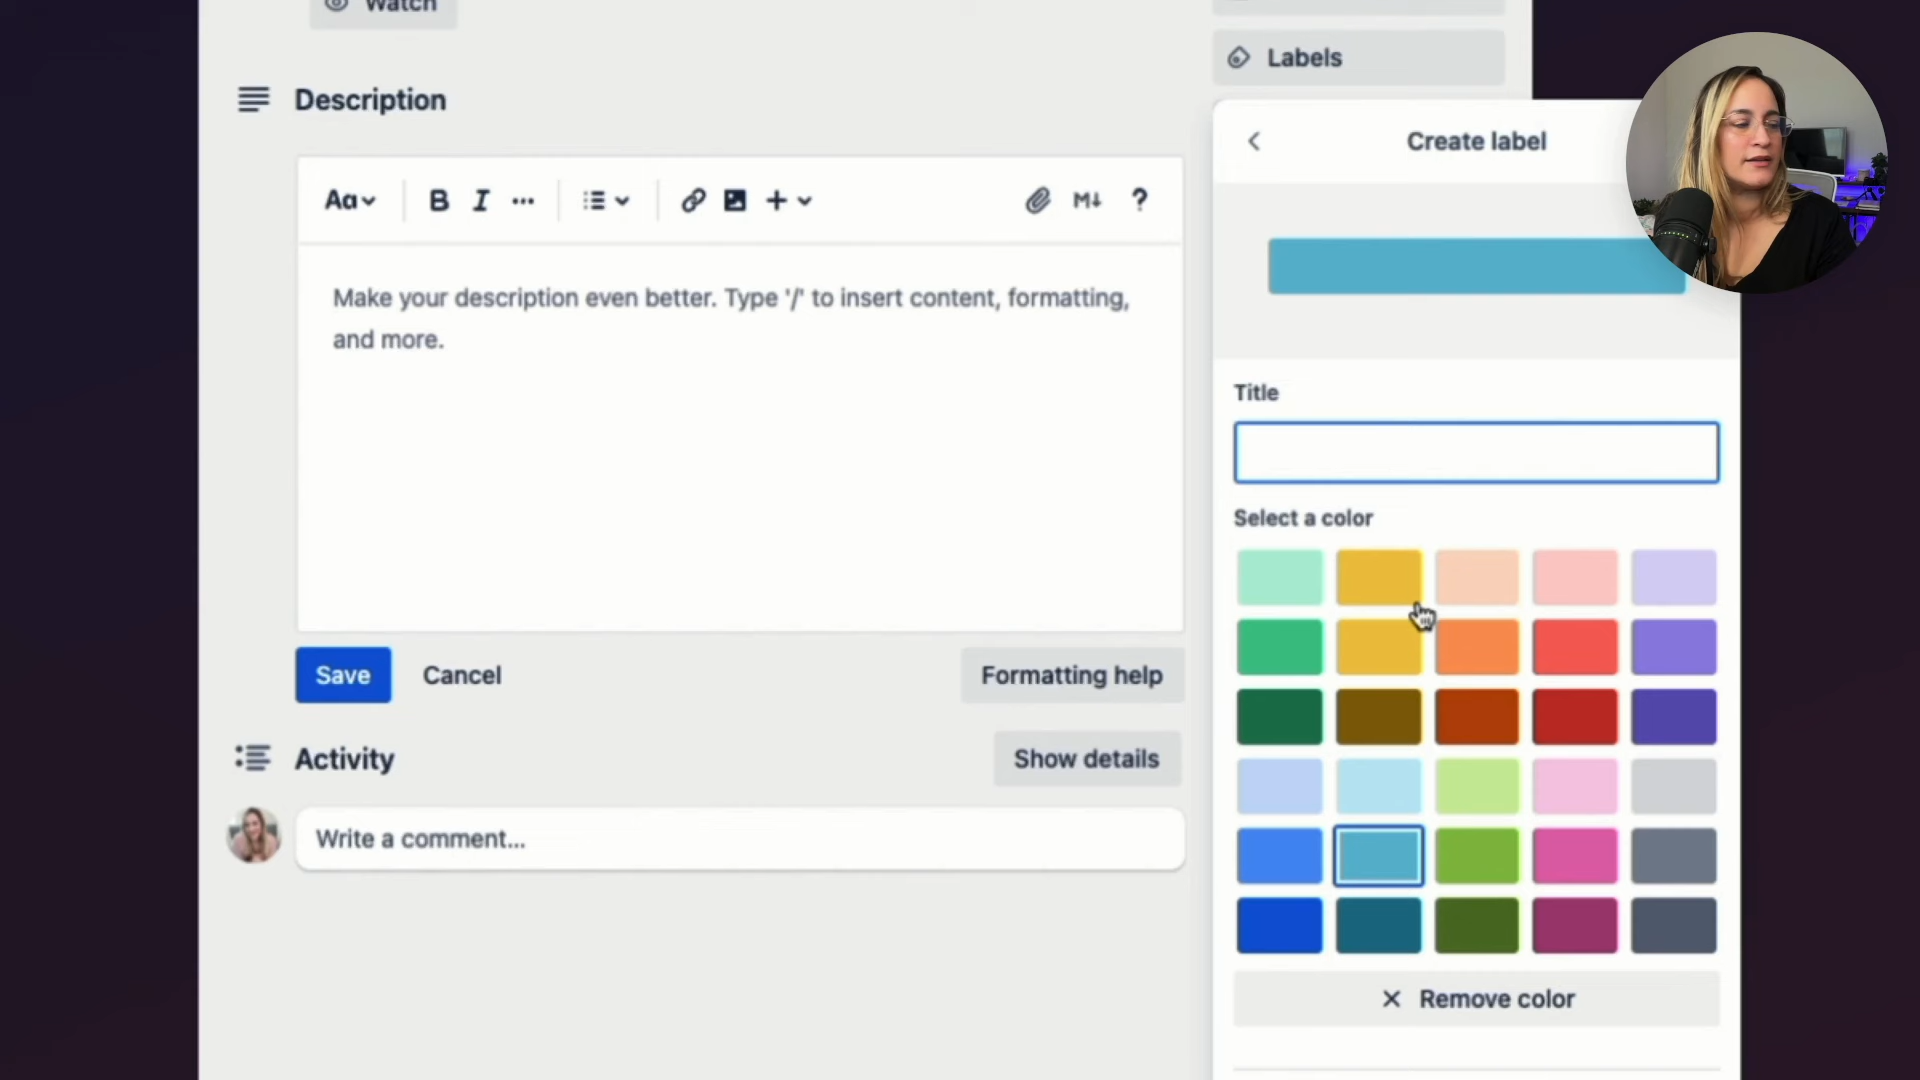 Watch
Labels
Description
Create label
Aa
B I ...
M↓ ?
Make your description even better. Type '/' to insert content, formatting,
and more.
Title
Select a color
Save
Cancel
Formatting help
Activity
Show details
Write a comment...
Remove color